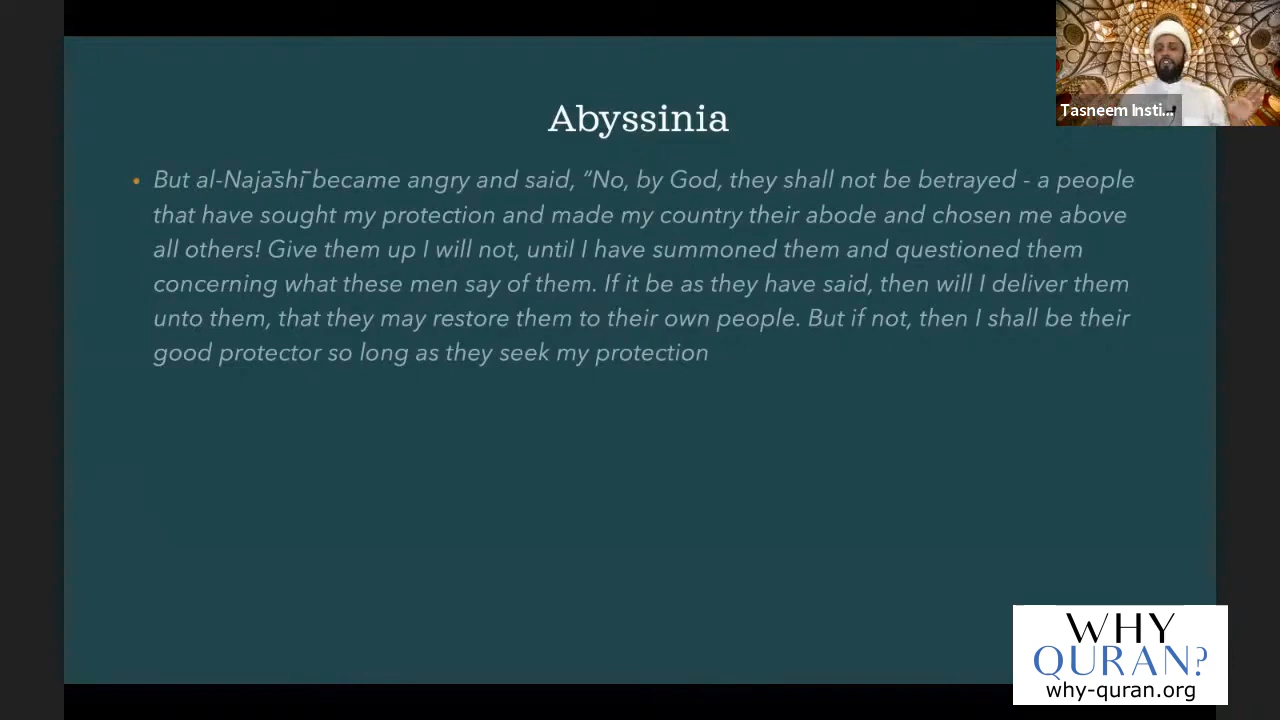 Abyssinia
Tasneem Insti...
• But al-Najāshī became angry and said, “No, by God, they shall not be betrayed - a people
that have sought my protection and made my country their abode and chosen me above
all others! Give them up I will not, until I have summoned them and questioned them
concerning what these men say of them. If it be as they have said, then will I deliver them
unto them, that they may restore them to their own people. But if not, then I shall be their
good protector so long as they seek my protection
WHY
QURAN?
why-quran.org